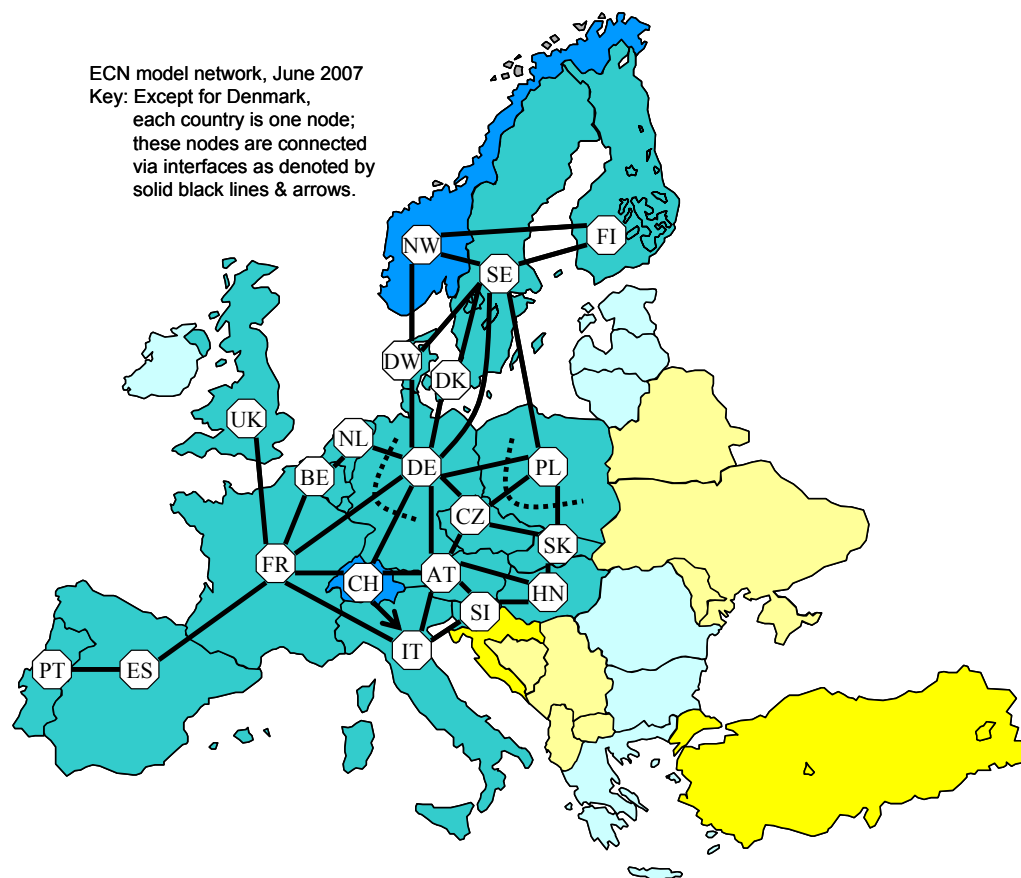 ECN model network, June 2007
Key: Except for Denmark,
each country is one node;
these nodes are connected
via interfaces as denoted by
solid black lines & arrows.
NW
FI
SE
DW
DK
UK
NL
BE
DE
PL
CZ
SK
FR
CH
AT
HN
SI
IT
PT
ES